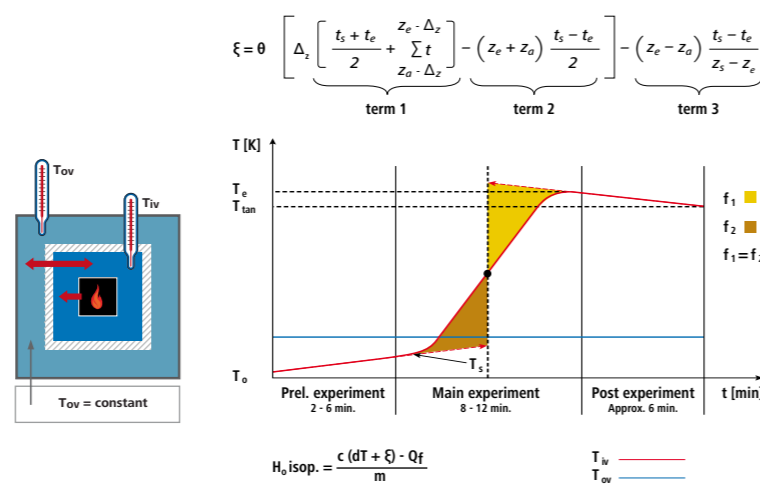 ξ = θ [ Δz [ (ts + te)/2 + Σt (ze - Δz, za - Δz) ] - (ze + za) (ts - te)/2 ] - (ze - za) (ts - te)/(zs - ze)
term 1 term 2 term 3
T [K]
Tov
Tiv
Te
Ttan
f1
f2
f1 = f2
Ts
To
Prel. experiment Main experiment Post experiment t [min]
2 - 6 min. 8 - 12 min. Approx. 6 min.
Tov = constant
Ho isop. = (c (dT + ξ) - Qf)/m
Tiv
Tov